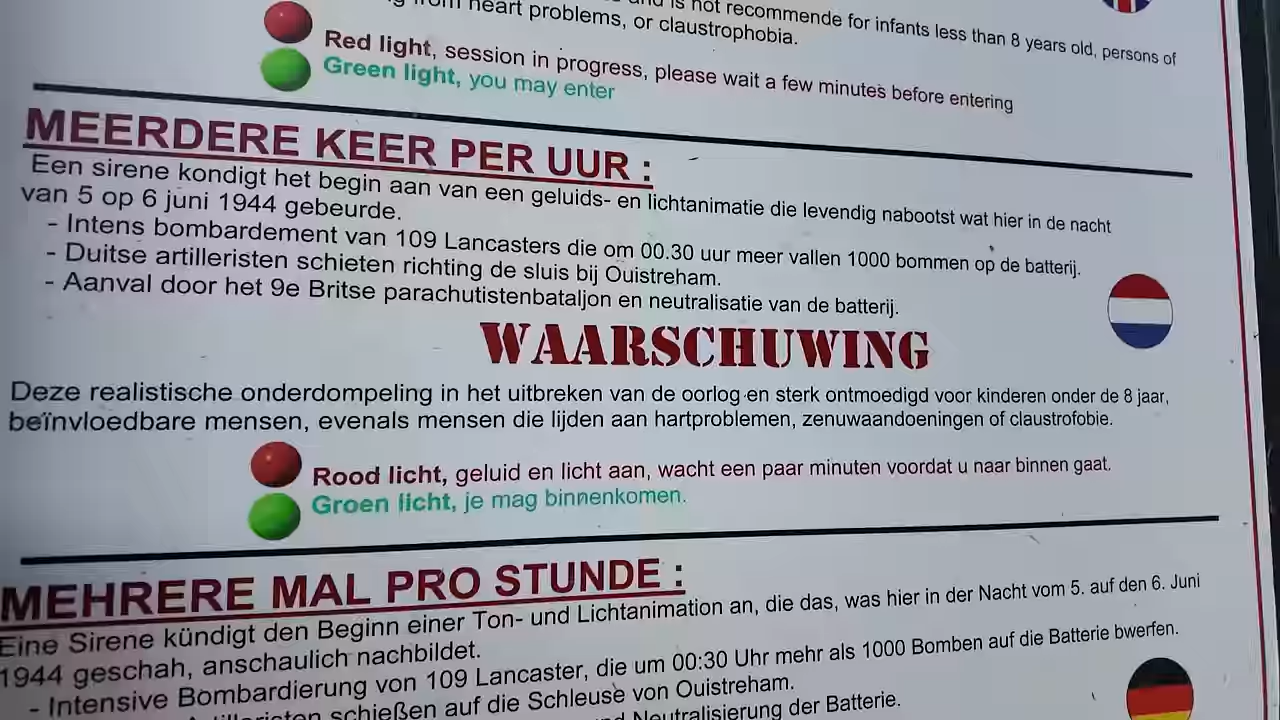 is not recommende for infants less than 8 years old, persons of
from heart problems, or claustrophobia.
Red light, session in progress, please wait a few minutes before entering
Green light, you may enter
MEERDERE KEER PER UUR :
Een sirene kondigt het begin aan van een geluids- en lichtanimatie die levendig nabootst wat hier in de nacht
van 5 op 6 juni 1944 gebeurde.
- Intens bombardement van 109 Lancasters die om 00.30 uur meer vallen 1000 bommen op de batterij.
- Duitse artilleristen schieten richting de sluis bij Ouistreham.
- Aanval door het 9e Britse parachutistenbataljon en neutralisatie van de batterij.
WAARSCHUWING
Deze realistische onderdompeling in het uitbreken van de oorlog en sterk ontmoedigd voor kinderen onder de 8 jaar,
beïnvloedbare mensen, evenals mensen die lijden aan hartproblemen, zenuwaandoeningen of claustrofobie.
Rood licht, geluid en licht aan, wacht een paar minuten voordat u naar binnen gaat.
Groen licht, je mag binnenkomen.
MEHRERE MAL PRO STUNDE :
Eine Sirene kündigt den Beginn einer Ton- und Lichtanimation an, die das, was hier in der Nacht vom 5. auf den 6. Juni
1944 geschah, anschaulich nachbildet.
- Intensive Bombardierung von 109 Lancaster, die um 00:30 Uhr mehr als 1000 Bomben auf die Batterie bwerfen.
schießen auf die Schleuse von Ouistreham.
Neutralisierung der Batterie.